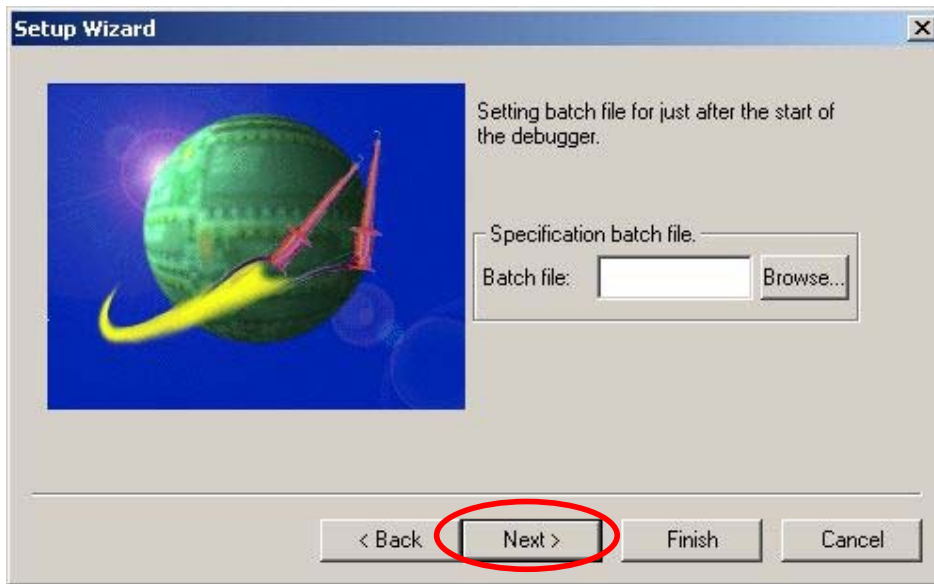 Setup Wizard
Setting batch file for just after the start of
the debugger.
Specification batch file.
Batch file:
Browse...
< Back
Next >
Finish
Cancel